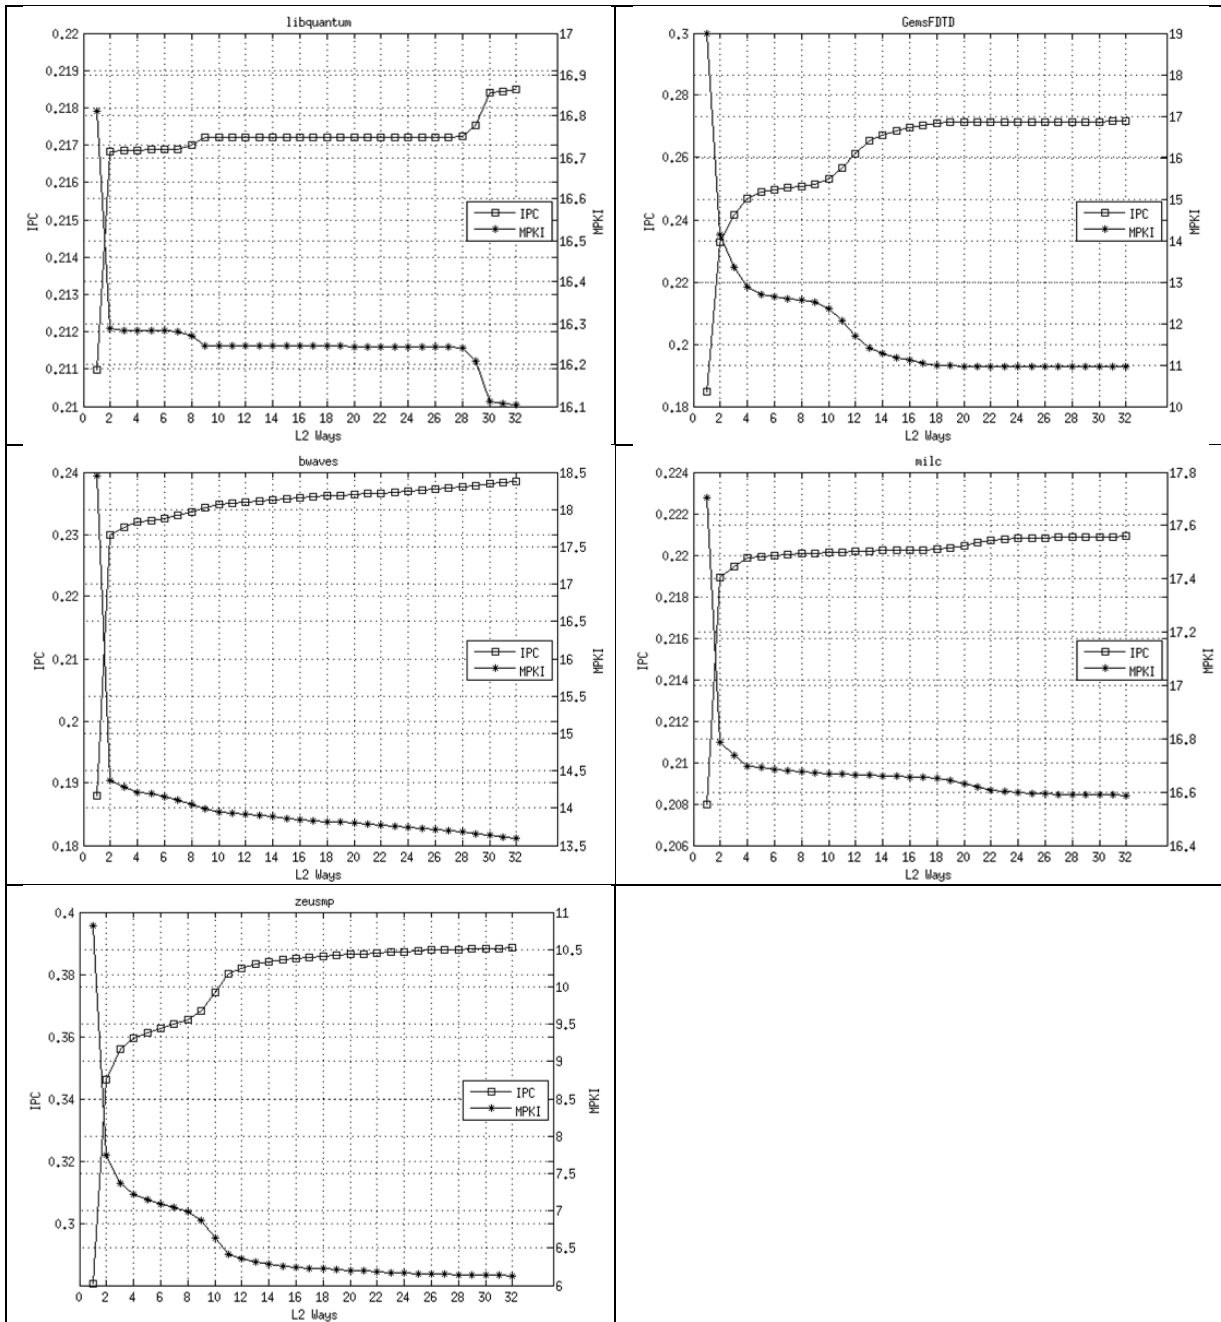 libquantum
0.22
0.219
0.218
0.217
0.216
0.215
0.214
0.213
0.212
0.211
0.21
IPC
17
16.9
16.8
16.7
16.6
16.5
16.4
16.3
16.2
16.1
MPKI
IPC
MPKI
0 2 4 6 8 10 12 14 16 18 20 22 24 26 28 30 32
L2 Ways
GemsFDTD
0.3
0.28
0.26
0.24
0.22
0.2
0.18
IPC
19
18
17
16
15
14
13
12
11
10
MPKI
IPC
MPKI
0 2 4 6 8 10 12 14 16 18 20 22 24 26 28 30 32
L2 Ways
bwaves
0.24
0.23
0.22
0.21
0.2
0.19
0.18
IPC
18.5
18
17.5
17
16.5
16
15.5
15
14.5
14
13.5
MPKI
IPC
MPKI
0 2 4 6 8 10 12 14 16 18 20 22 24 26 28 30 32
L2 Ways
milc
0.224
0.222
0.22
0.218
0.216
0.214
0.212
0.21
0.208
0.206
IPC
17.8
17.6
17.4
17.2
17
16.8
16.6
16.4
MPKI
IPC
MPKI
0 2 4 6 8 10 12 14 16 18 20 22 24 26 28 30 32
L2 Ways
zeusmp
0.4
0.38
0.36
0.34
0.32
0.3
IPC
11
10.5
10
9.5
9
8.5
8
7.5
7
6.5
6
MPKI
IPC
MPKI
0 2 4 6 8 10 12 14 16 18 20 22 24 26 28 30 32
L2 Ways